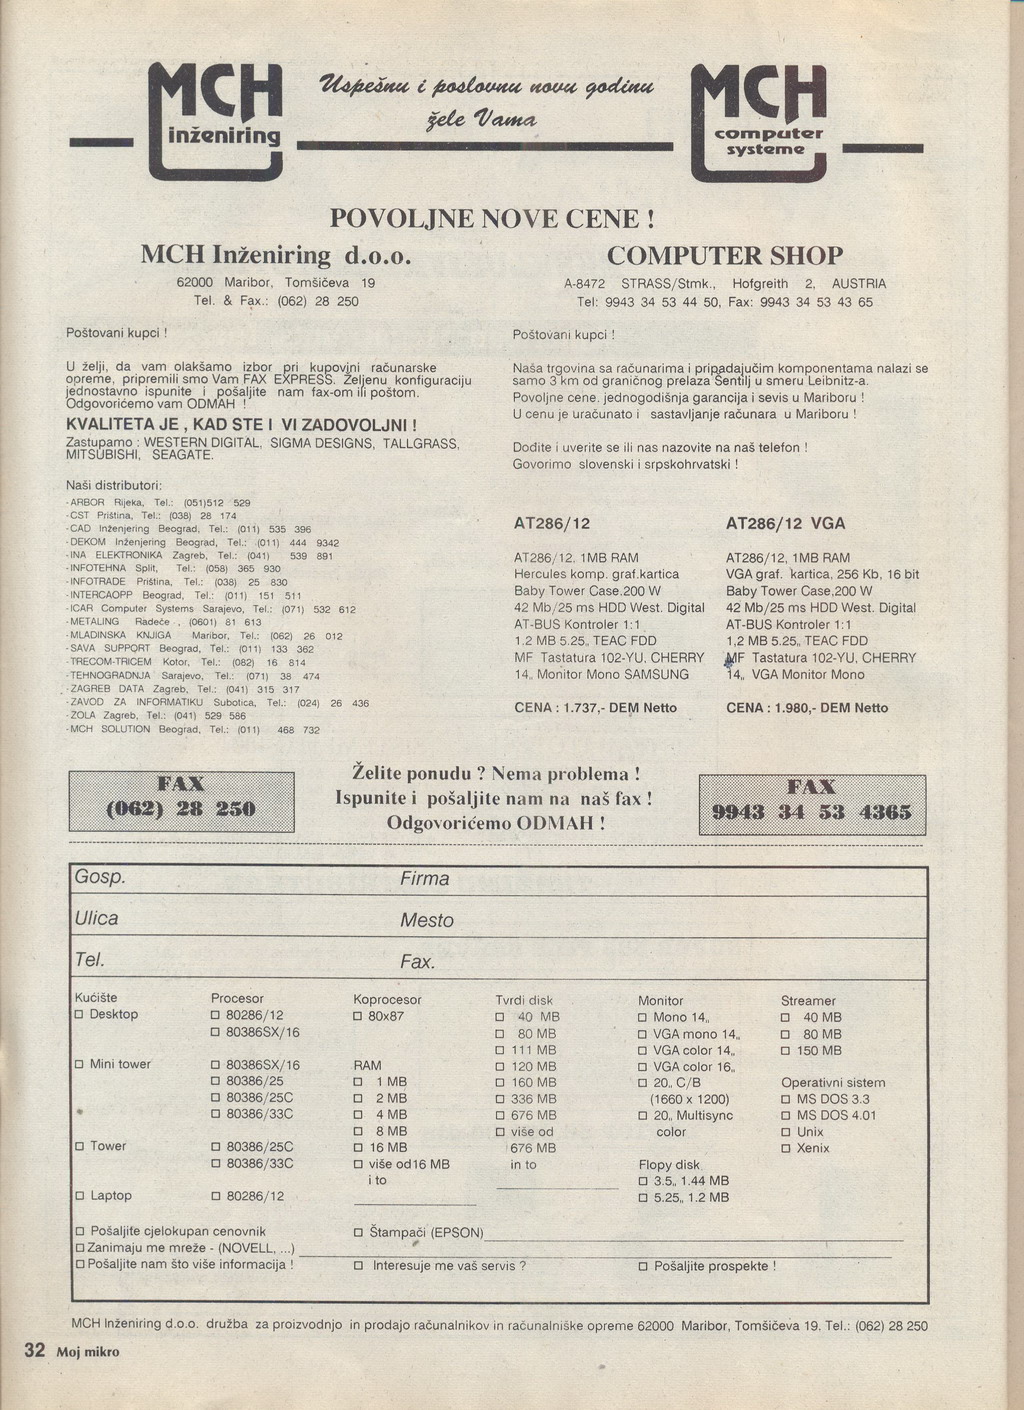 MCH
inženiring
Uspešnu i poslovnu novu godinu
žele Vama
MCH
computer
systeme
POVOLJNE NOVE CENE !
MCH Inženiring d.o.o.
62000 Maribor, Tomšičeva 19
Tel. & Fax.: (062) 28 250
Poštovani kupci !
U želji, da vam olakšamo izbor pri kupovini računarske
opreme, pripremili smo Vam FAX EXPRESS. Željenu konfiguraciju
jednostavno ispunite i pošaljite nam fax-om ili poštom.
Odgovorićemo vam ODMAH !
KVALITETA JE , KAD STE I VI ZADOVOLJNI !
Zastupamo : WESTERN DIGITAL, SIGMA DESIGNS, TALLGRASS,
MITSUBISHI, SEAGATE.
Naši distributori:
-ARBOR Rijeka, Tel.: (051)512 529
-CST Priština, Tel.: (038) 28 174
-CAD Inženjering Beograd, Tel.: (011) 535 396
-DEKOM Inženjering Beograd, Tel.: (011) 444 9342
-INA ELEKTRONIKA Zagreb, Tel.: (041) 539 891
-INFOTEHNA Split, Tel.: (058) 365 930
-INFOTRADE Priština, Tel.: (038) 25 830
-INTERCAOPP Beograd, Tel.: (011) 151 511
-ICAR Computer Systems Sarajevo, Tel.: (071) 532 612
-METALING Radeče , (0601) 81 613
-MLADINSKA KNJIGA Maribor, Tel.: (062) 26 012
-SAVA SUPPORT Beograd, Tel.: (011) 133 362
-TRECOM-TRICEM Kotor, Tel.: (082) 16 814
-TEHNOGRADNJA Sarajevo, Tel.: (071) 38 474
-ZAGREB DATA Zagreb, Tel.: (041) 315 317
-ZAVOD ZA INFORMATIKU Subotica, Tel.: (024) 26 436
-ZOLA Zagreb, Tel.: (041) 529 586
-MCH SOLUTION Beograd, Tel.: (011) 468 732
COMPUTER SHOP
A-8472 STRASS/Stmk., Hofgreith 2, AUSTRIA
Tel: 9943 34 53 44 50, Fax: 9943 34 53 43 65
Poštovani kupci !
Naša trgovina sa računarima i pripadajučim komponentama nalazi se
samo 3 km od graničnog prelaza Šentilj u smeru Leibnitz-a.
Povoljne cene. jednogodišnja garancija i sevis u Mariboru !
U cenu je uračunato i sastavljanje računara u Mariboru !
Dođite i uverite se ili nas nazovite na naš telefon !
Govorimo slovenski i srpskohrvatski !
AT286/12
AT286/12, 1MB RAM
Hercules komp. graf.kartica
Baby Tower Case.200 W
42 Mb/25 ms HDD West. Digital
AT-BUS Kontroler 1:1
1.2 MB 5.25,, TEAC FDD
MF Tastatura 102-YU, CHERRY
14,, Monitor Mono SAMSUNG
CENA : 1.737,- DEM Netto
AT286/12 VGA
AT286/12, 1MB RAM
VGA graf. kartica, 256 Kb, 16 bit
Baby Tower Case,200 W
42 Mb/25 ms HDD West. Digital
AT-BUS Kontroler 1:1
1,2 MB 5.25,, TEAC FDD
MF Tastatura 102-YU, CHERRY
14,, VGA Monitor Mono
CENA : 1.980,- DEM Netto
FAX
(062) 28 250
Želite ponudu ? Nema problema !
Ispunite i pošaljite nam na naš fax !
Odgovorićemo ODMAH !
FAX
9943 34 53 4365
Gosp. Firma
Ulica Mesto
Tel. Fax.
Kućište Procesor Koprocesor Tvrdi disk Monitor Streamer
□ Desktop □ 80286/12 □ 80x87 □ 40 MB □ Mono 14,, □ 40 MB
□ 80386SX/16 □ 80 MB □ VGA mono 14,, □ 80 MB
□ 111 MB □ VGA color 14,, □ 150 MB
□ Mini tower □ 80386SX/16 RAM □ 120 MB □ VGA color 16,,
□ 80386/25 □ 1 MB □ 160 MB □ 20,, C/B Operativni sistem
□ 80386/25C □ 2 MB □ 336 MB (1660 x 1200) □ MS DOS 3.3
□ 80386/33C □ 4 MB □ 676 MB □ 20,, Multisync □ MS DOS 4.01
□ 8 MB □ više od color □ Unix
□ Tower □ 80386/25C □ 16 MB 676 MB □ Xenix
□ 80386/33C □ više od16 MB in to Flopy disk
i to □ 3.5,, 1.44 MB
□ Laptop □ 80286/12 □ 5.25,, 1.2 MB
□ Pošaljite cjelokupan cenovnik □ Štampači (EPSON)
□ Zanimaju me mreže - (NOVELL, ...)
□ Pošaljite nam što više informacija ! □ Interesuje me vaš servis ? □ Pošaljite prospekte !
MCH Inženiring d.o.o. družba za proizvodnjo in prodajo računalnikov in računalniške opreme 62000 Maribor, Tomšičeva 19. Tel.: (062) 28 250
32 Moj mikro